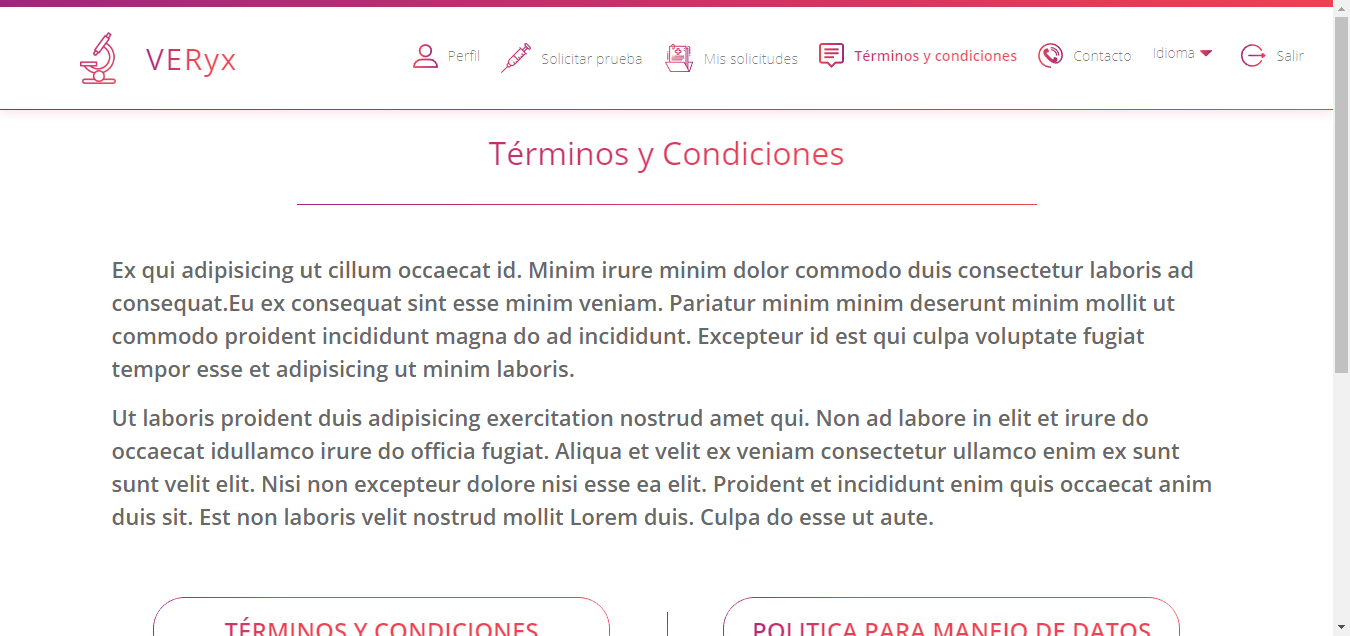 VERyx
Perfil
Solicitar prueba
Mis solicitudes
Términos y condiciones
Contacto
Idioma
Salir
Términos y Condiciones
Ex qui adipisicing ut cillum occaecat id. Minim irure minim dolor commodo duis consectetur laboris ad
consequat.Eu ex consequat sint esse minim veniam. Pariatur minim minim deserunt minim mollit ut
commodo proident incididunt magna do ad incididunt. Excepteur id est qui culpa voluptate fugiat
tempor esse et adipisicing ut minim laboris.
Ut laboris proident duis adipisicing exercitation nostrud amet qui. Non ad labore in elit et irure do
occaecat idullamco irure do officia fugiat. Aliqua et velit ex veniam consectetur ullamco enim ex sunt
sunt velit elit. Nisi non excepteur dolore nisi esse ea elit. Proident et incididunt enim quis occaecat anim
duis sit. Est non laboris velit nostrud mollit Lorem duis. Culpa do esse ut aute.
TÉRMINOS Y CONDICIONES
POLITICA PARA MANEJO DE DATOS